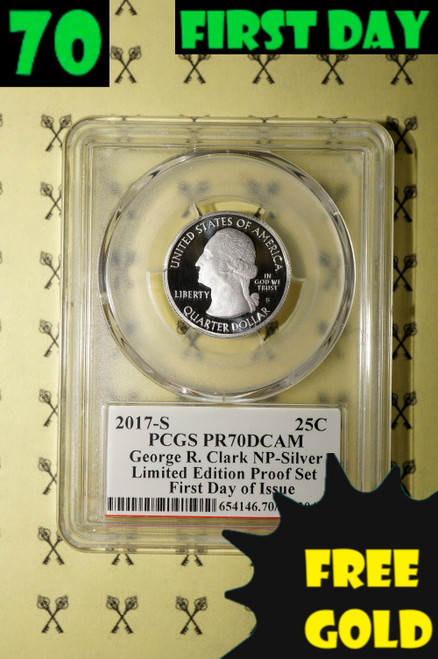 70
FIRST DAY
UNITED STATES OF AMERICA
LIBERTY
IN
GOD WE
TRUST
S
QUARTER DOLLAR
2017-S 25C
PCGS PR70DCAM
George R. Clark NP-Silver
Limited Edition Proof Set
First Day of Issue
654146.70/
FREE
GOLD